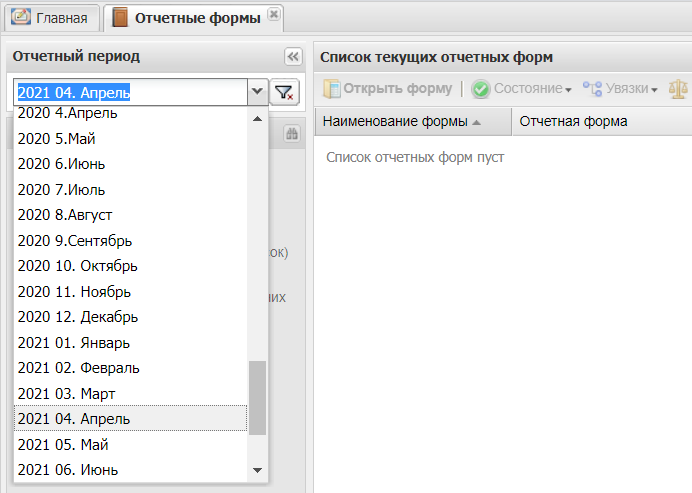 Главная
Отчетные формы
Отчетный период
2021 04. Апрель
2020 4.Апрель
2020 5.Май
2020 6.Июнь
2020 7.Июль
2020 8.Август
2020 9.Сентябрь
2020 10. Октябрь
2020 11. Ноябрь
2020 12. Декабрь
2021 01. Январь
2021 02. Февраль
2021 03. Март
2021 04. Апрель
2021 05. Май
2021 06. Июнь
ок)
них
Список текущих отчетных форм
Открыть форму Состояние Увязки
Наименование формы Отчетная форма
Список отчетных форм пуст